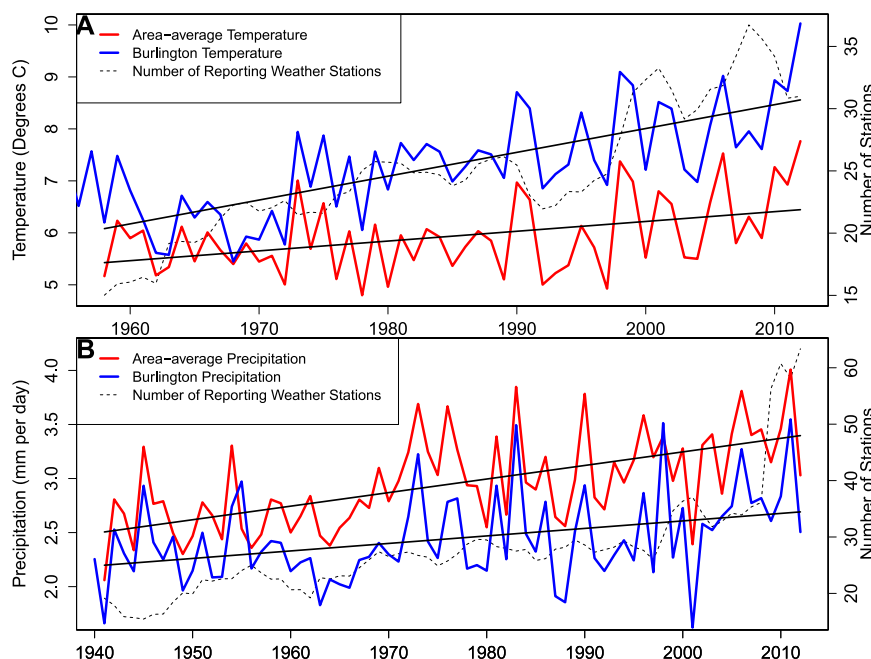 A
Area−average Temperature
Burlington Temperature
Number of Reporting Weather Stations
Temperature (Degrees C)
10
9
8
7
6
5
35
30
25
20
15
Number of Stations
1960 1970 1980 1990 2000 2010
B
Area−average Precipitation
Burlington Precipitation
Number of Reporting Weather Stations
Precipitation (mm per day)
4.0
3.5
3.0
2.5
2.0
60
50
40
30
20
Number of Stations
1940 1950 1960 1970 1980 1990 2000 2010